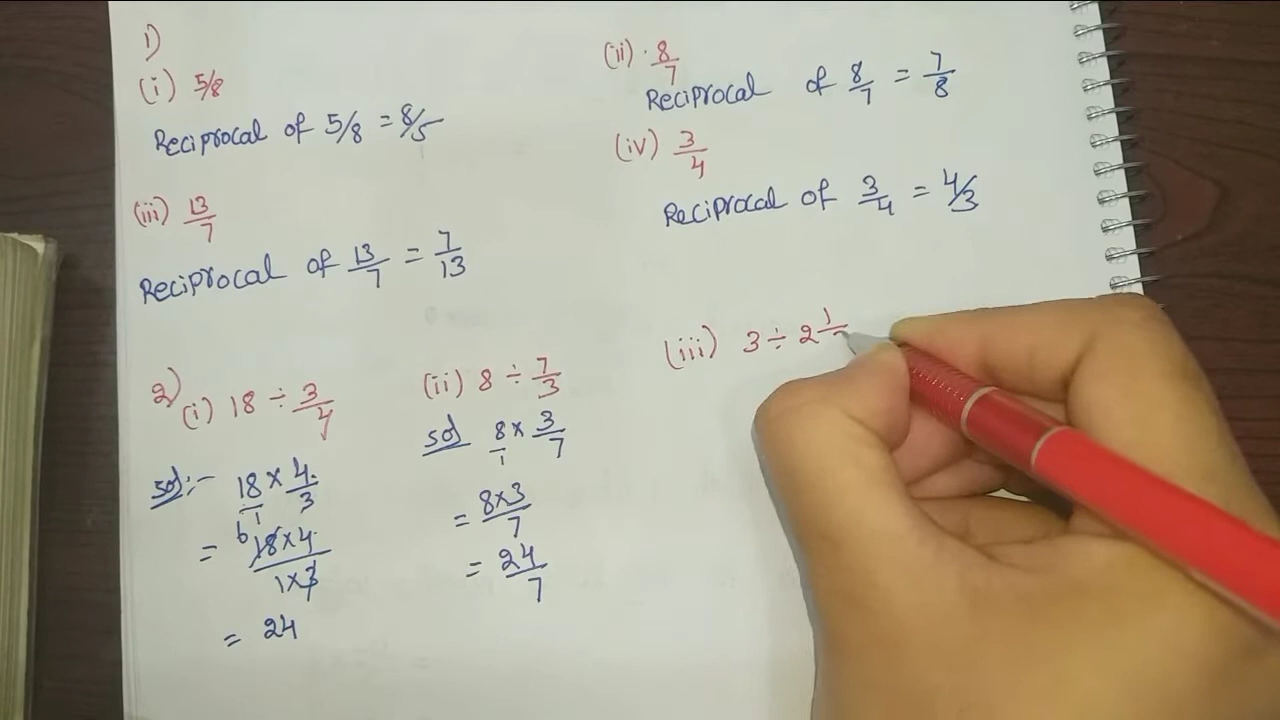 1)
(i) 5/8
Reciprocal of 5/8 = 8/5
(ii) · 8/7
Reciprocal of 8/7 = 7/8
(iii) 13/7
Reciprocal of 13/7 = 7/13
(iv) 3/4
Reciprocal of 3/4 = 4/3
2)
(i) 18 ÷ 3/4
Sol:-
18/1 × 4/3
= 6 18×4/1×3
= 24
(ii) 8 ÷ 7/3
Sol
8/1 × 3/7
= 8×3/7
= 24/7
(iii) 3 ÷ 2 1/